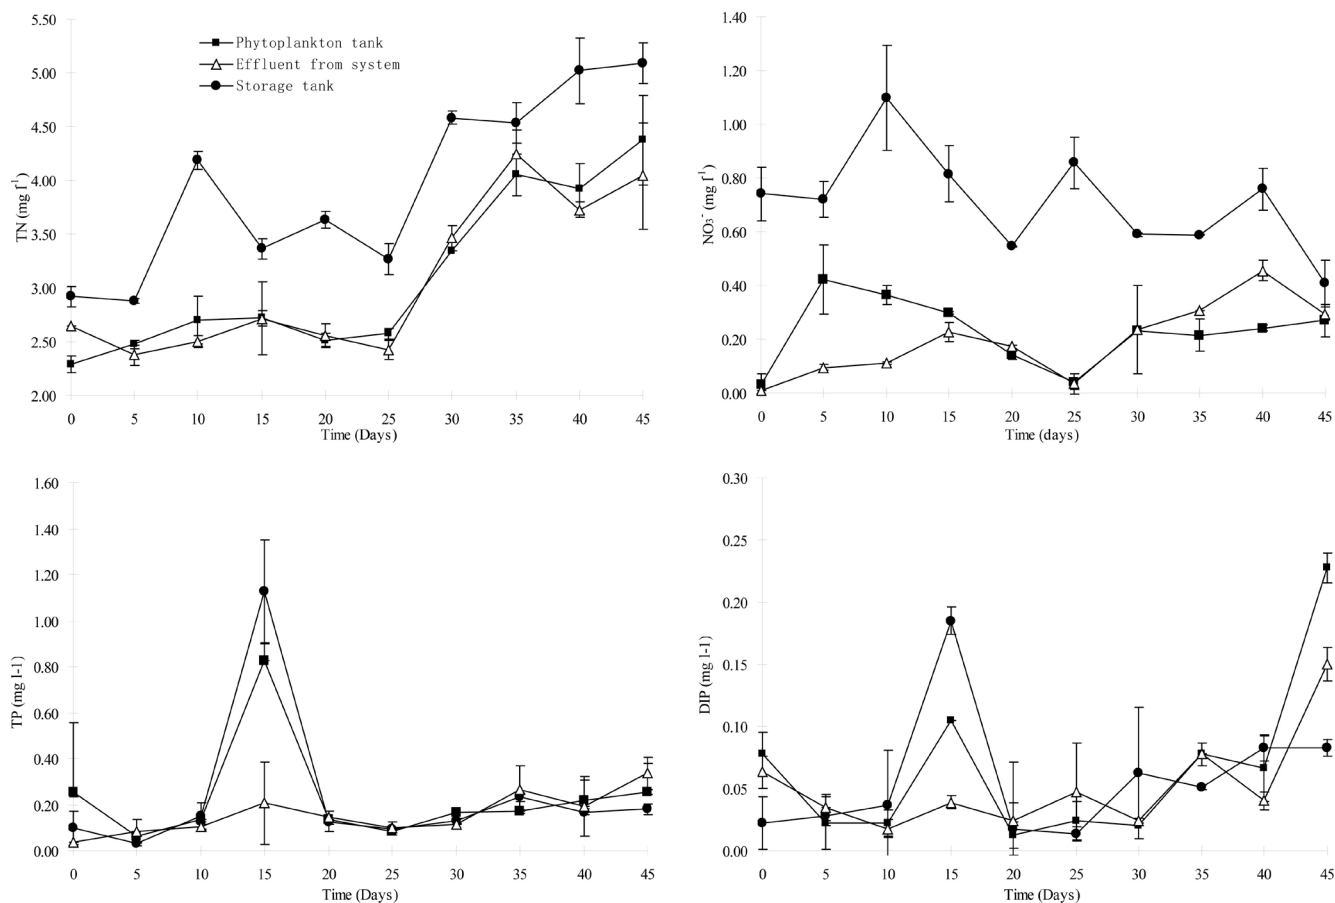 5.50
5.00
4.50
4.00
3.50
3.00
2.50
2.00
TN (mg l⁻¹)
Phytoplankton tank
Effluent from system
Storage tank
0 5 10 15 20 25 30 35 40 45
Time (Days)
1.40
1.20
1.00
0.80
0.60
0.40
0.20
0.00
NO₃⁻ (mg l⁻¹)
0 5 10 15 20 25 30 35 40 45
Time (days)
1.60
1.40
1.20
1.00
0.80
0.60
0.40
0.20
0.00
TP (mg l-1)
0 5 10 15 20 25 30 35 40 45
Time (Days)
0.30
0.25
0.20
0.15
0.10
0.05
0.00
DIP (mg l-1)
0 5 10 15 20 25 30 35 40 45
Time (Days)